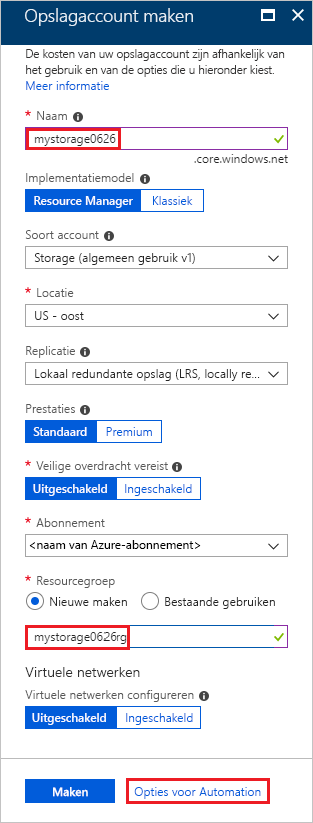 Opslagaccount maken
De kosten van uw opslagaccount zijn afhankelijk van
het gebruik en van de opties die u hieronder kiest.
Meer informatie
* Naam
mystorage0626
.core.windows.net
Implementatiemodel
Resource Manager Klassiek
Soort account
Storage (algemeen gebruik v1)
* Locatie
US - oost
Replicatie
Lokaal redundante opslag (LRS, locally re...
Prestaties
Standaard Premium
* Veilige overdracht vereist
Uitgeschakeld Ingeschakeld
* Abonnement
<naam van Azure-abonnement>
* Resourcegroep
Nieuwe maken Bestaande gebruiken
mystorage0626rg
Virtuele netwerken
Virtuele netwerken configureren
Uitgeschakeld Ingeschakeld
Maken Opties voor Automation